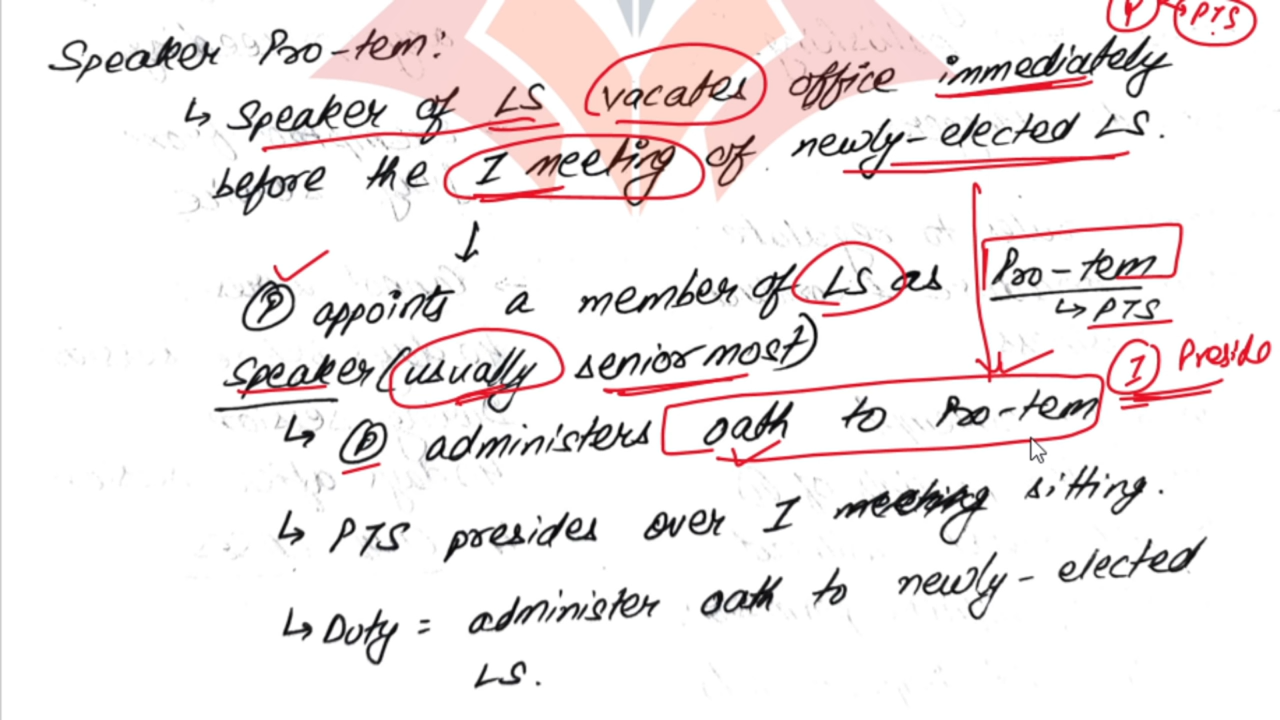 P → PTS
Speaker Pro-tem:
↳ Speaker of LS vacates office immediately
before the I meeting of newly-elected LS.
↓
P appoints a member of LS as Pro-tem
↳ PTS
Speaker (usually senior most)
I Preside
↳ P administers oath to Pro-tem
↳ PTS presides over I meeting sitting.
↳ Duty = administer oath to newly-elected
LS.